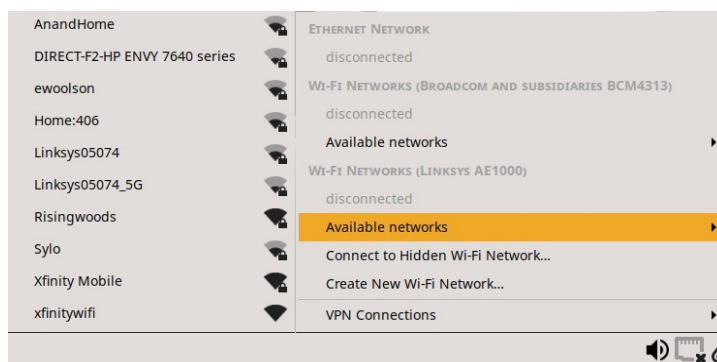 AnandHome
DIRECT-F2-HP ENVY 7640 series
ewoolson
Home:406
Linksys05074
Linksys05074_5G
Risingwoods
Sylo
Xfinity Mobile
xfinitywifi
Ethernet Network
disconnected
Wi-Fi Networks (Broadcom and subsidiaries BCM4313)
disconnected
Available networks
Wi-Fi Networks (Linksys AE1000)
disconnected
Available networks
Connect to Hidden Wi-Fi Network...
Create New Wi-Fi Network...
VPN Connections